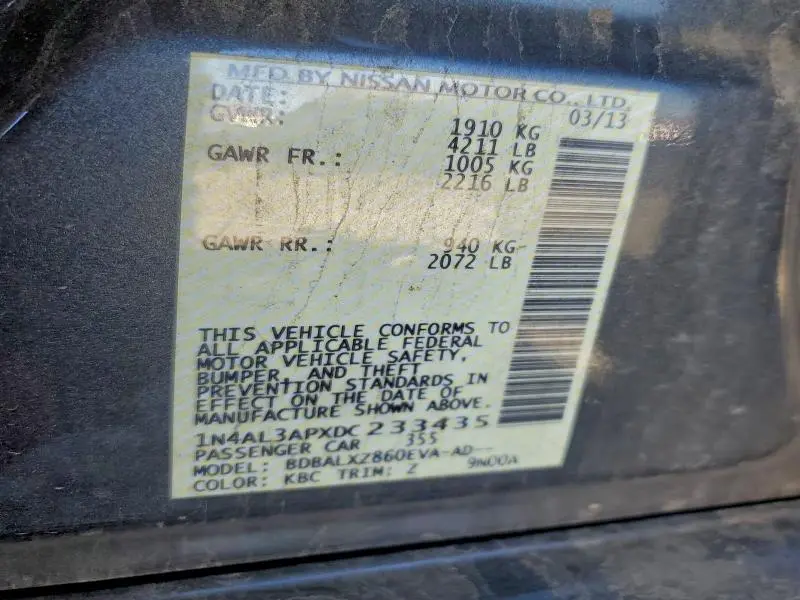 MFD.BY NISSAN MOTOR CO., LTD.
DATE: 03/13
GVWR: 1910 KG
4211 LB
GAWR FR.: 1005 KG
2216 LB
GAWR RR.: 940 KG
2072 LB
THIS VEHICLE CONFORMS TO
ALL APPLICABLE FEDERAL
MOTOR VEHICLE SAFETY,
BUMPER, AND THEFT
PREVENTION STANDARDS IN
EFFECT ON THE DATE OF
MANUFACTURE SHOWN ABOVE.
1N4AL3APXDC233435
PASSENGER CAR 355
MODEL: BDBALXZ860EVA-AD--
COLOR: KBC TRIM: Z 9N00A